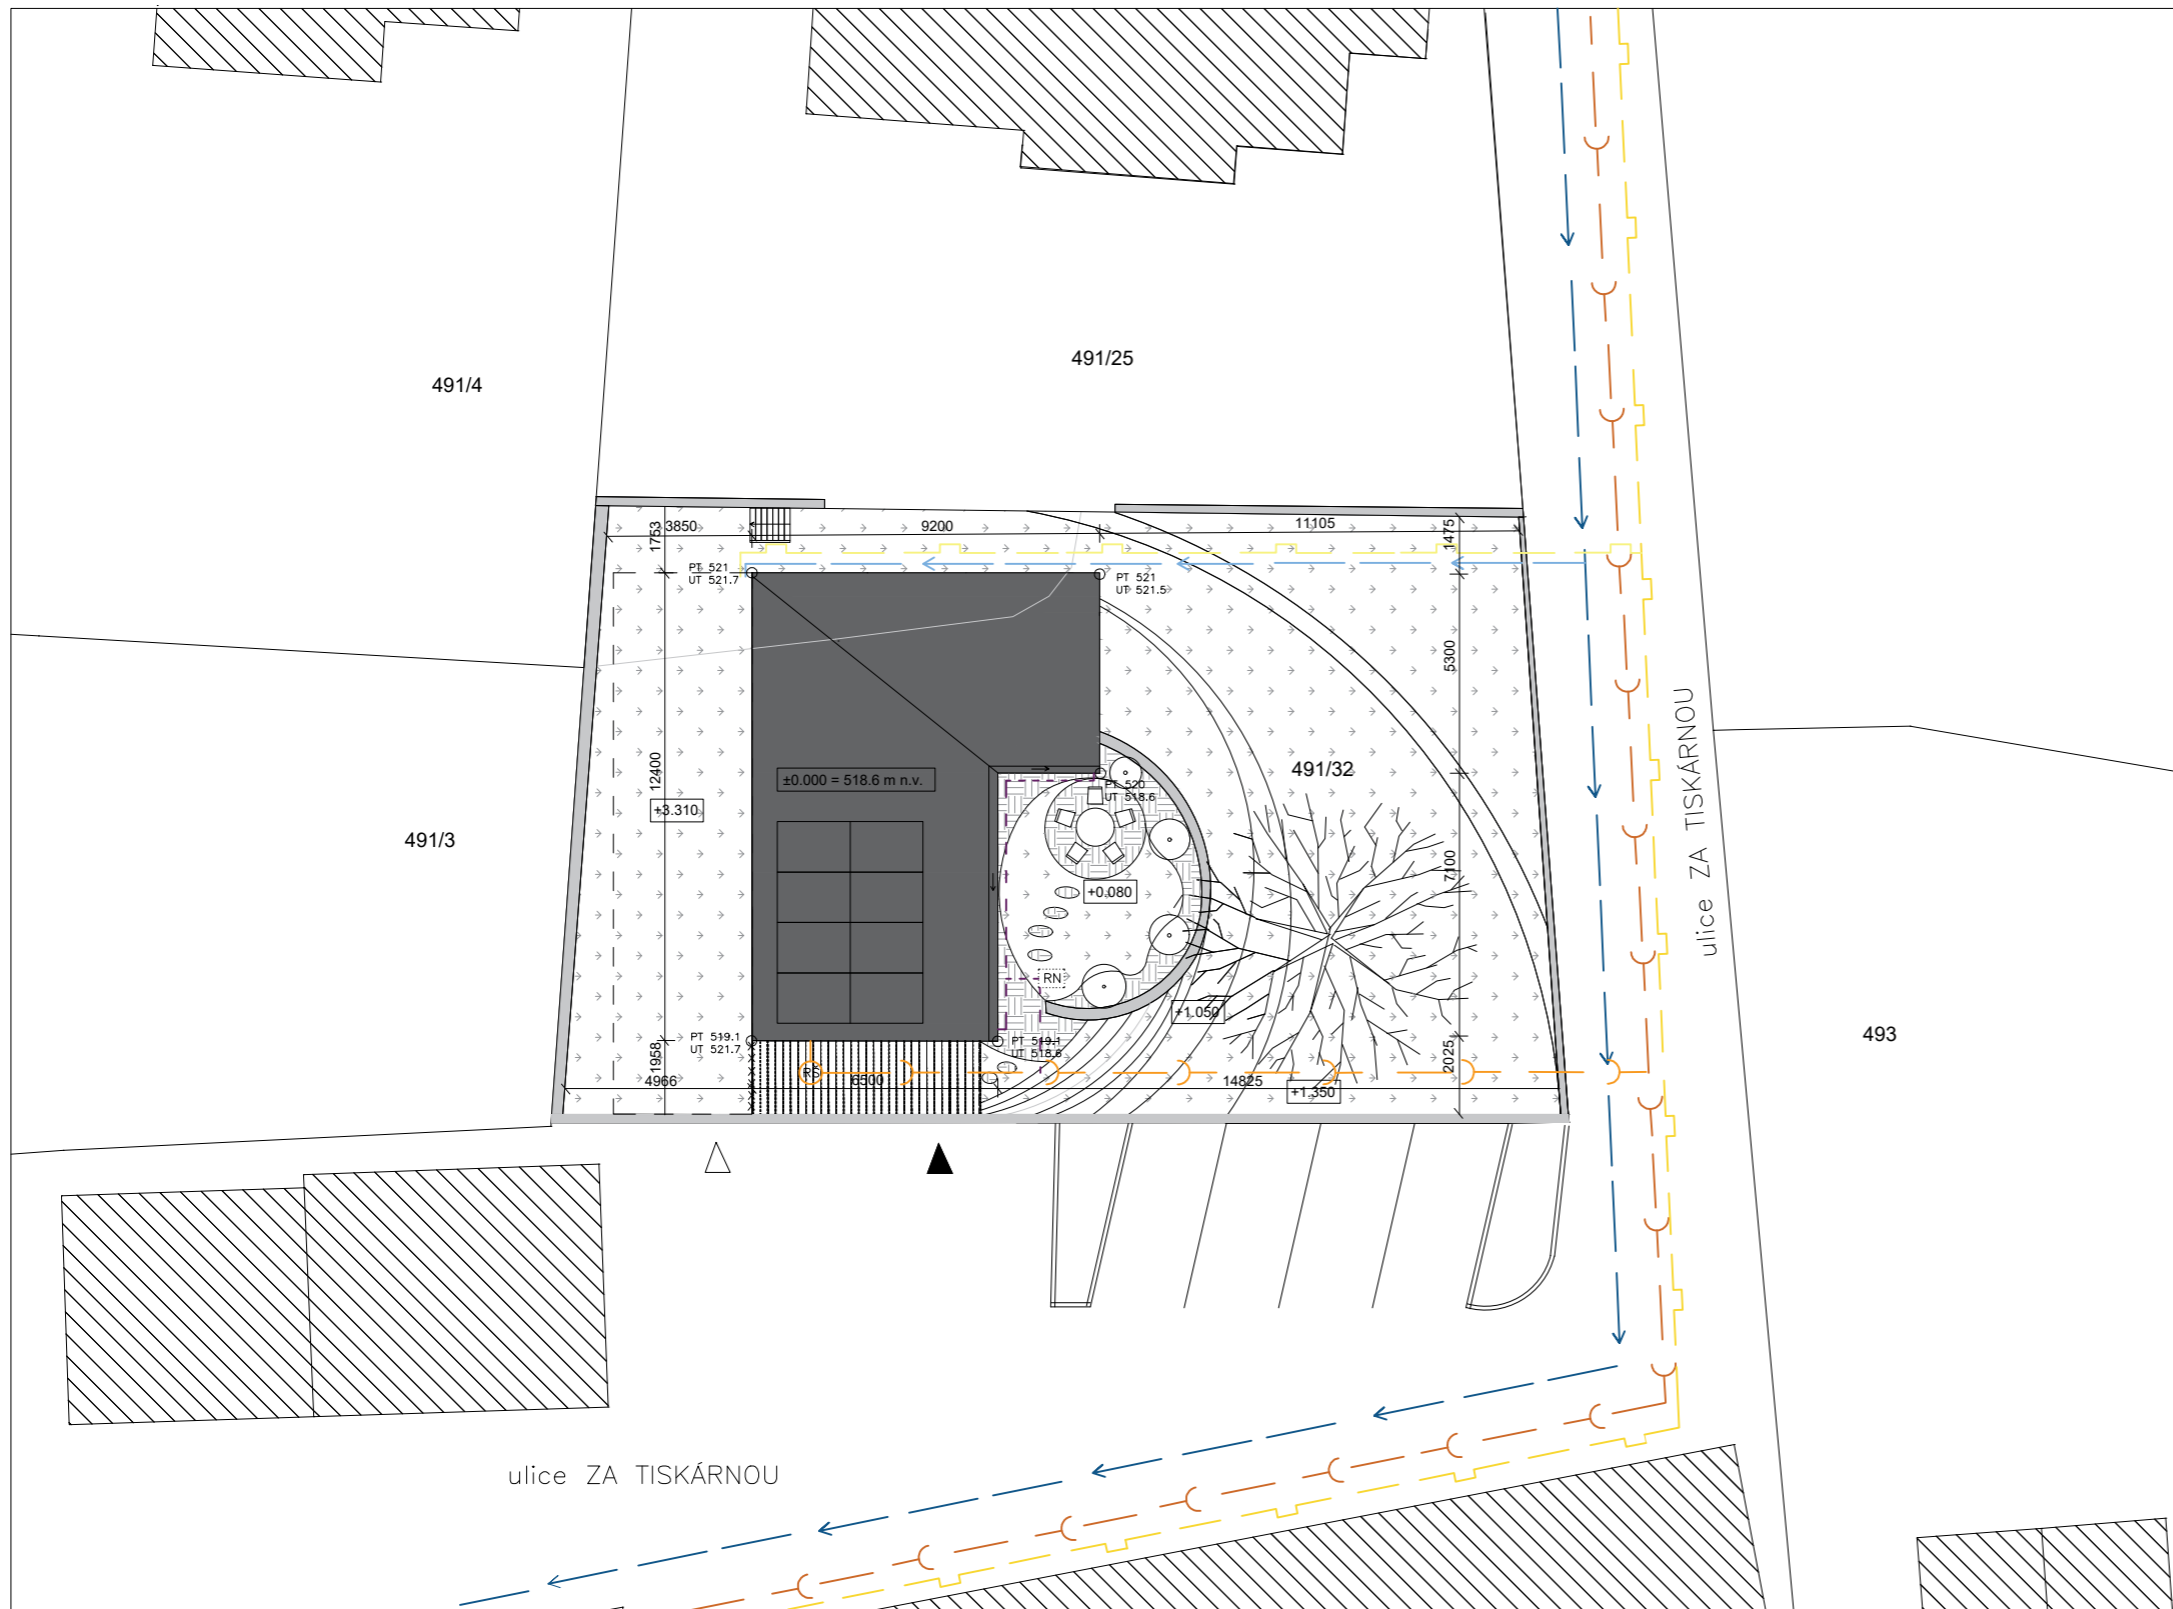 491/25
491/4
3850
9200
11105
1753
1475
PT 521
UT 521.7
PT 521
UT 521.5
5300
12400
±0.000 = 518.6 m n.v.
491/32
PT 520
UT 518.6
+3.310
491/3
7100
+0.080
ulice ZA TISKÁRNOU
RN
+1.050
493
PT 519.1
UT 521.7
PT 519.1
UT 518.6
1958
2025
RŠ
4966
6500
14825
+1.350
ulice ZA TISKÁRNOU